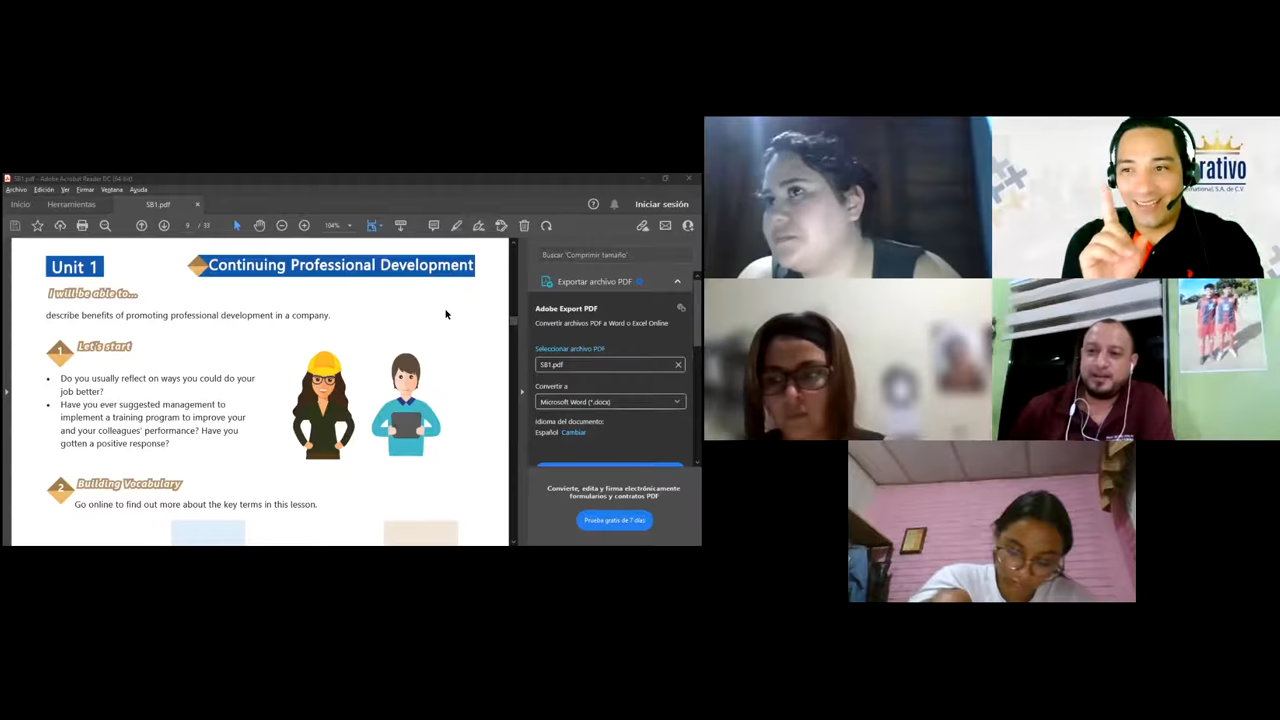 SB1.pdf - Adobe Acrobat Reader DC (64-bit)
Archivo Edición Ver Firmar Ventana Ayuda
Inicio Herramientas SB1.pdf × Iniciar sesión
9 / 33 104%
Unit 1 Continuing Professional Development
I will be able to...
describe benefits of promoting professional development in a company.
1 Let's start
• Do you usually reflect on ways you could do your
job better?
• Have you ever suggested management to
implement a training program to improve your
and your colleagues' performance? Have you
gotten a positive response?
2 Building Vocabulary
Go online to find out more about the key terms in this lesson.
Buscar 'Comprimir tamaño'
Exportar archivo PDF
Adobe Export PDF
Convertir archivos PDF a Word o Excel Online
Seleccionar archivo PDF
SB1.pdf
Convertir a
Microsoft Word (*.docx)
Idioma del documento:
Español Cambiar
Convierte, edita y firma electrónicamente
formularios y contratos PDF
Prueba gratis de 7 días
rativo
S.A. de C.V.